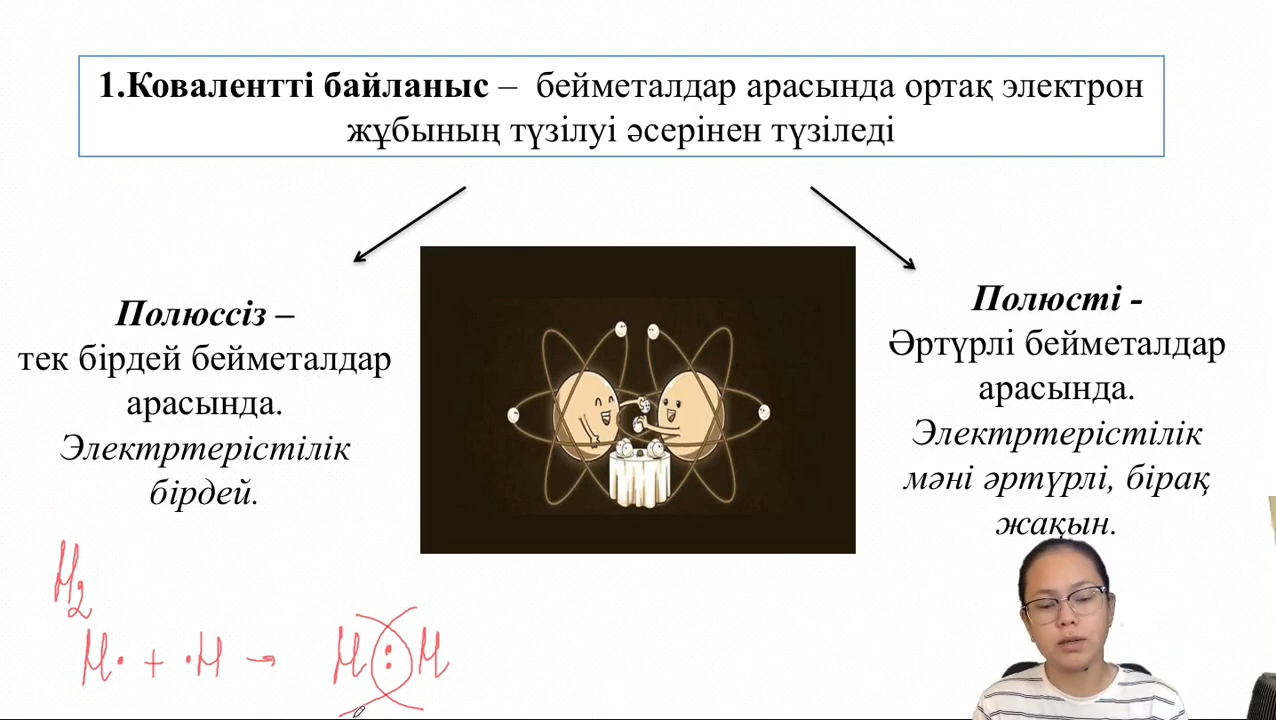 1.Ковалентті байланыс – бейметалдар арасында ортақ электрон
жұбының түзілуі әсерінен түзіледі
Полюссіз –
тек бірдей бейметалдар
арасында.
Электртерістілік
бірдей.
Полюсті -
Әртүрлі бейметалдар
арасында.
Электртерістілік
мәні әртүрлі, бірақ
жақын.
H2
H· + ·H → H : H